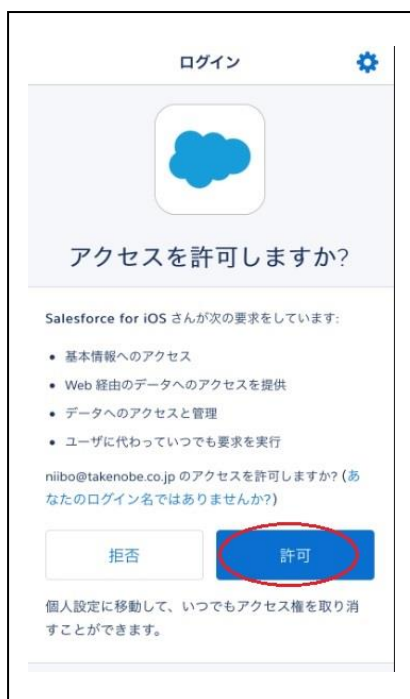 ログイン
アクセスを許可しますか?
Salesforce for iOS さんが次の要求をしています:
• 基本情報へのアクセス
• Web 経由のデータへのアクセスを提供
• データへのアクセスと管理
• ユーザに代わっていつでも要求を実行
niibo@takenobe.co.jp のアクセスを許可しますか? (あ
なたのログイン名ではありませんか?)
拒否
許可
個人設定に移動して、いつでもアクセス権を取り消
すことができます。